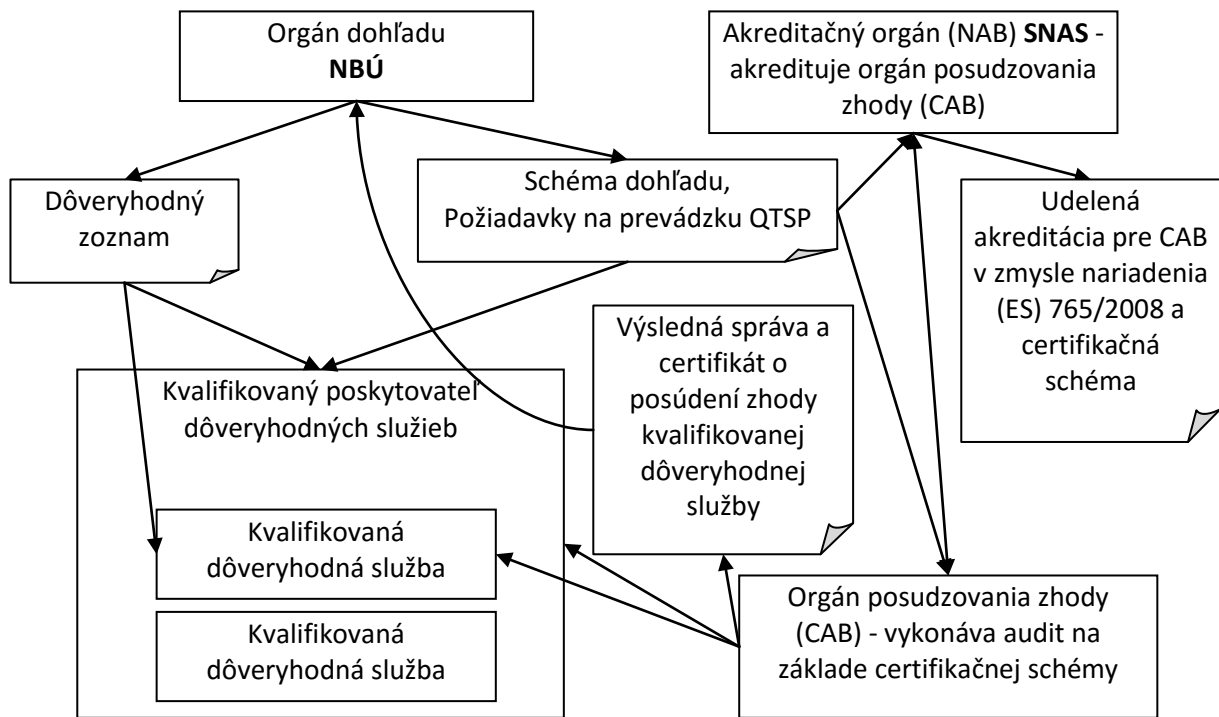 Orgán dohľadu
NBÚ
Akreditačný orgán (NAB) SNAS -
akredituje orgán posudzovania
zhody (CAB)
Dôveryhodný
zoznam
Schéma dohľadu,
Požiadavky na prevádzku QTSP
Udelená
akreditácia pre CAB
v zmysle nariadenia
(ES) 765/2008 a
certifikačná
schéma
Výsledná správa a
certifikát o
posúdení zhody
kvalifikovanej
dôveryhodnej
služby
Kvalifikovaný poskytovateľ
dôveryhodných služieb
Kvalifikovaná
dôveryhodná služba
Kvalifikovaná
dôveryhodná služba
Orgán posudzovania zhody
(CAB) - vykonáva audit na
základe certifikačnej schémy